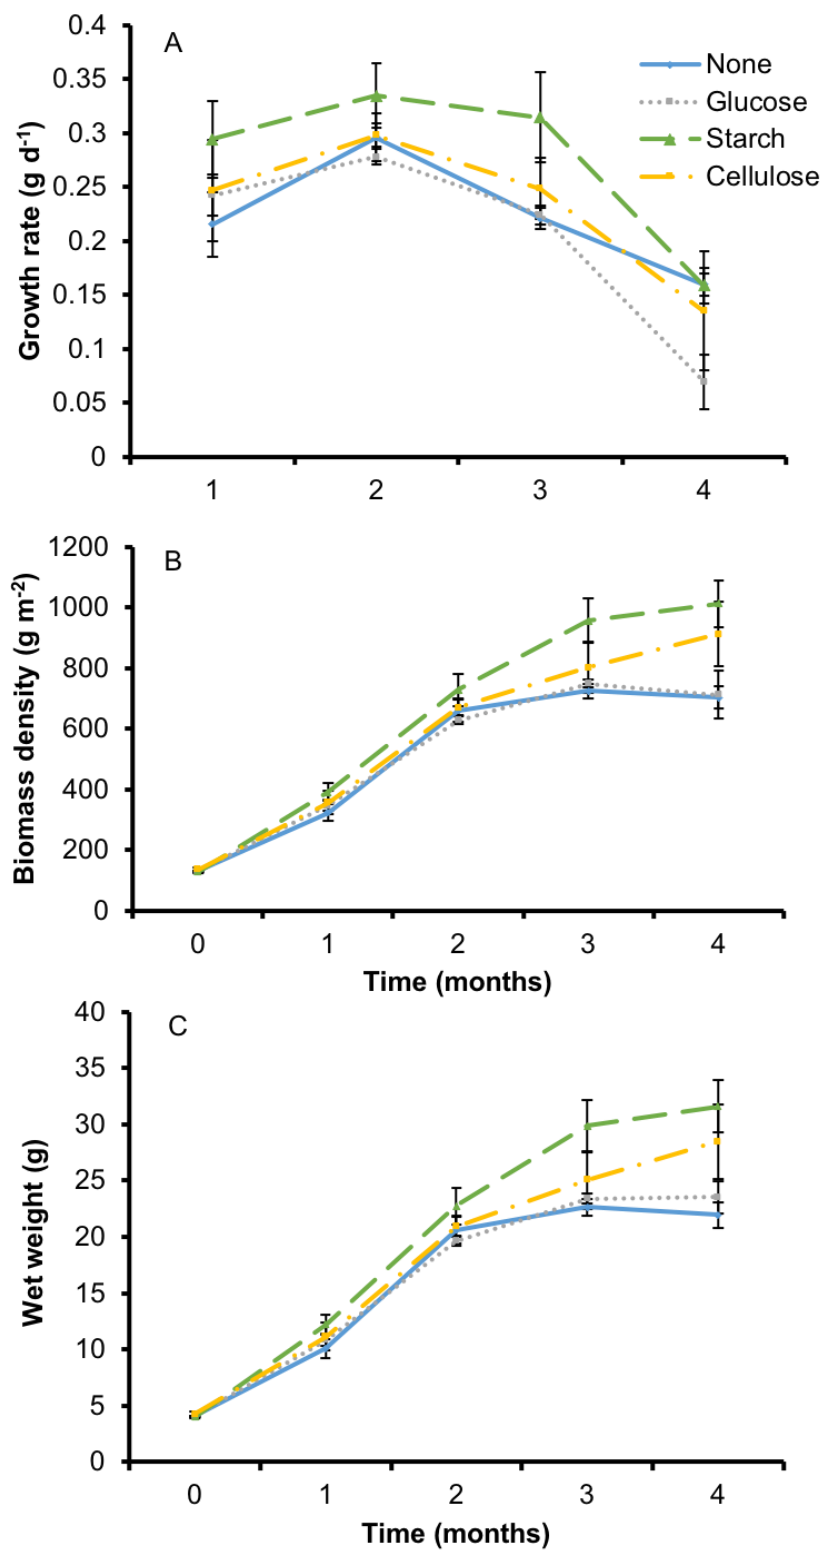 A
None
Glucose
Starch
Cellulose
Growth rate (g d-1)
0.4
0.35
0.3
0.25
0.2
0.15
0.1
0.05
0
1 2 3 4
B
Biomass density (g m-2)
1200
1000
800
600
400
200
0
0 1 2 3 4
Time (months)
C
Wet weight (g)
40
35
30
25
20
15
10
5
0
0 1 2 3 4
Time (months)